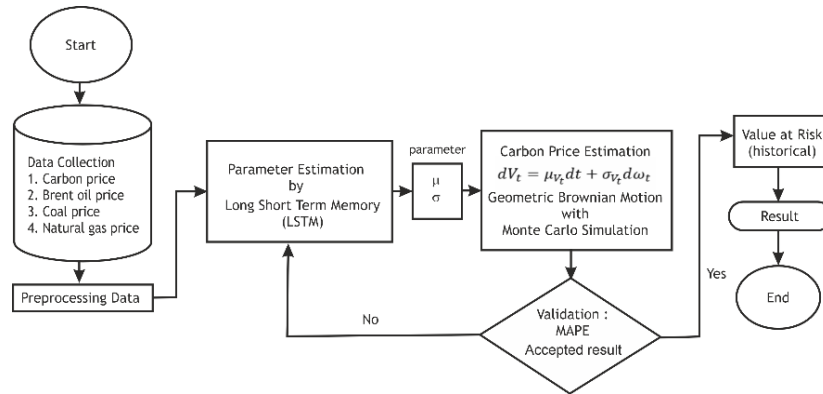 Start
Data Collection
1. Carbon price
2. Brent oil price
3. Coal price
4. Natural gas price
Preprocessing Data
Parameter Estimation
by
Long Short Term Memory
(LSTM)
parameter
μ
σ
Carbon Price Estimation
dV_t = μ_{V_t}dt + σ_{V_t}dω_t
Geometric Brownian Motion
with
Monte Carlo Simulation
Validation :
MAPE
Accepted result
No
Yes
Value at Risk
(historical)
Result
End